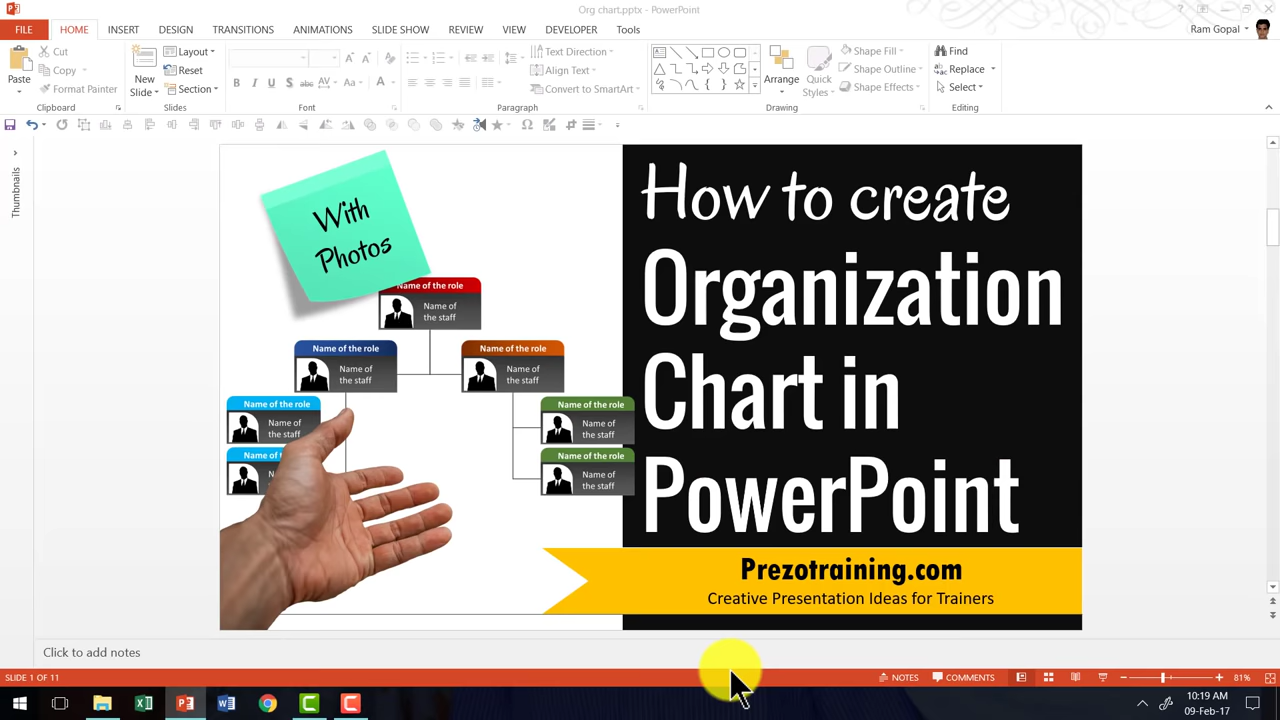 Org chart.pptx - PowerPoint
FILE HOME INSERT DESIGN TRANSITIONS ANIMATIONS SLIDE SHOW REVIEW VIEW DEVELOPER Tools
Ram Gopal
Paste
Cut
Copy
Format Painter
Clipboard
New Slide
Layout
Reset
Section
Slides
B I U S abc AV Aa A
Font
Text Direction
Align Text
Convert to SmartArt
Paragraph
Arrange
Quick Styles
Shape Fill
Shape Outline
Shape Effects
Drawing
Find
Replace
Select
Editing
Thumbnails
With
Photos
Name of the role
Name of
the staff
Name of the role
Name of
the staff
Name of the role
Name of
the staff
Name of the role
Name of
the staff
Name of the role
Name of
the staff
Name of the role
Name of
the staff
How to create
Organization
Chart in
PowerPoint
Prezotraining.com
Creative Presentation Ideas for Trainers
Click to add notes
SLIDE 1 OF 11
NOTES
COMMENTS
81%
10:19 AM
09-Feb-17